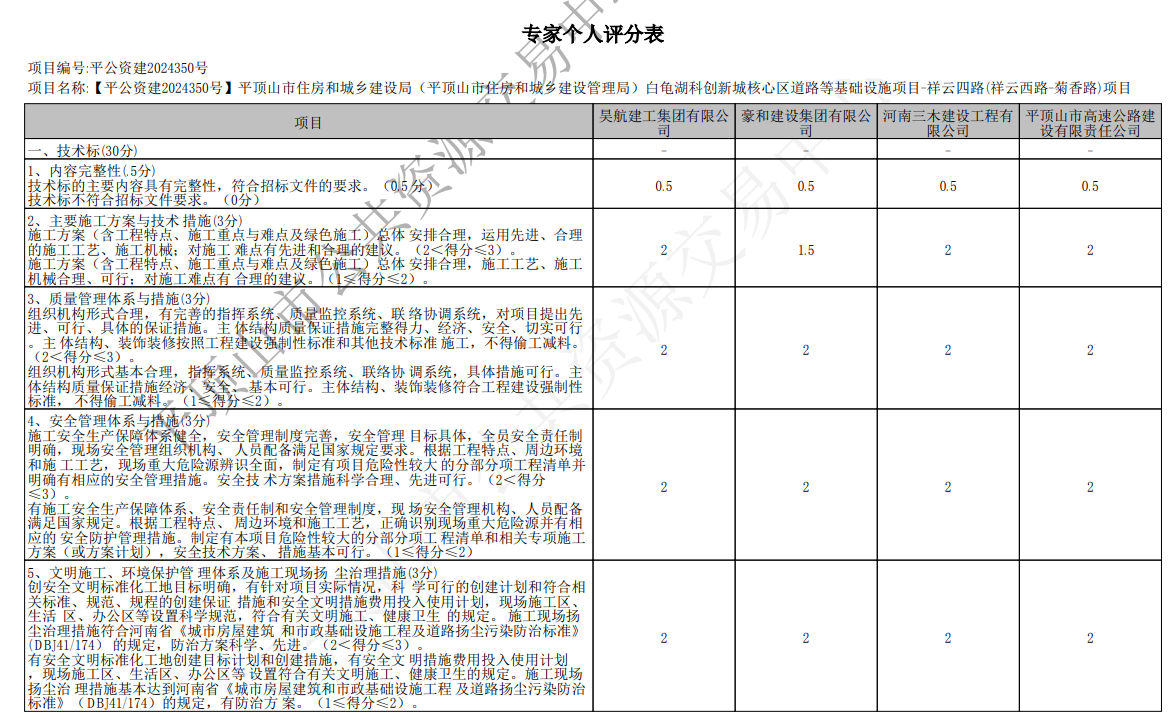 专家个人评分表
项目编号:平公资建2024350号
项目名称:【平公资建2024350号】平顶山市住房和城乡建设局（平顶山市住房和城乡建设管理局）白龟湖科创新城核心区道路等基础设施项目-祥云四路(祥云西路-菊香路)项目
项目 昊航建工集团有限公司 豪和建设集团有限公司 河南三木建设工程有限公司 平顶山市高速公路建设有限责任公司
一、技术标(30分) - - - -
1、内容完整性(.5分)
技术标的主要内容具有完整性，符合招标文件的要求。（0.5分）
技术标不符合招标文件要求。（0分）
0.5 0.5 0.5 0.5
2、主要施工方案与技术 措施(3分)
施工方案（含工程特点、施工重点与难点及绿色施工）总体 安排合理，运用先进、合理
的施工工艺、施工机械；对施工 难点有先进和合理的建议。（2＜得分≤3）。
施工方案（含工程特点、施工重点与难点及绿色施工）总体 安排合理，施工工艺、施工
机械合理、可行；对施工难点有 合理的建议。（1≤得分≤2）。
2 1.5 2 2
3、质量管理体系与措施(3分)
组织机构形式合理，有完善的指挥系统、质量监控系统、联 络协调系统，对项目提出先
进、可行、具体的保证措施。主 体结构质量保证措施完整得力、经济、安全、切实可行
。主 体结构、装饰装修按照工程建设强制性标准和其他技术标准 施工，不得偷工减料。
（2＜得分≤3）。
组织机构形式基本合理，指挥系统、质量监控系统、联络协 调系统，具体措施可行。主
体结构质量保证措施经济、安全、 基本可行。主体结构、装饰装修符合工程建设强制性
标准， 不得偷工减料。（1≤得分≤2）。
2 2 2 2
4、安全管理体系与措施(3分)
施工安全生产保障体系健全，安全管理制度完善，安全管理 目标具体，全员安全责任制
明确，现场安全管理组织机构、 人员配备满足国家规定要求。根据工程特点、周边环境
和施 工工艺，现场重大危险源辨识全面，制定有项目危险性较大 的分部分项工程清单并
明确有相应的安全管理措施。安全技 术方案措施科学合理、先进可行。（2＜得分
≤3）。
有施工安全生产保障体系、安全责任制和安全管理制度，现 场安全管理机构、人员配备
满足国家规定。根据工程特点、 周边环境和施工工艺，正确识别现场重大危险源并有相
应的 安全防护管理措施。制定有本项目危险性较大的分部分项工 程清单和相关专项施工
方案（或方案计划），安全技术方案、 措施基本可行。（1≤得分≤2）
2 2 2 2
5、文明施工、环境保护管 理体系及施工现场扬 尘治理措施(3分)
创安全文明标准化工地目标明确，有针对项目实际情况，科 学可行的创建计划和符合相
关标准、规范、规程的创建保证 措施和安全文明措施费用投入使用计划，现场施工区、
生活 区、办公区等设置科学规范，符合有关文明施工、健康卫生 的规定。 施工现场扬
尘治理措施符合河南省《城市房屋建筑 和市政基础设施工程及道路扬尘污染防治标准》
(DBJ41/174） 的规定，防治方案科学、先进。（2＜得分≤3）。
有安全文明标准化工地创建目标计划和创建措施，有安全文 明措施费用投入使用计划
，现场施工区、生活区、办公区等 设置符合有关文明施工、健康卫生的规定。施工现场
扬尘治 理措施基本达到河南省《城市房屋建筑和市政基础设施工程 及道路扬尘污染防治
标准》（DBJ41/174）的规定，有防治方 案。（1≤得分≤2）。
2 2 2 2
平顶山市公共资源交易中
共资源交易中